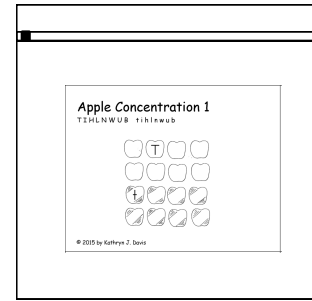 Apple Concentration 1
TIHLNWUB tihlnwub
T
t
© 2015 by Kathryn J. Davis